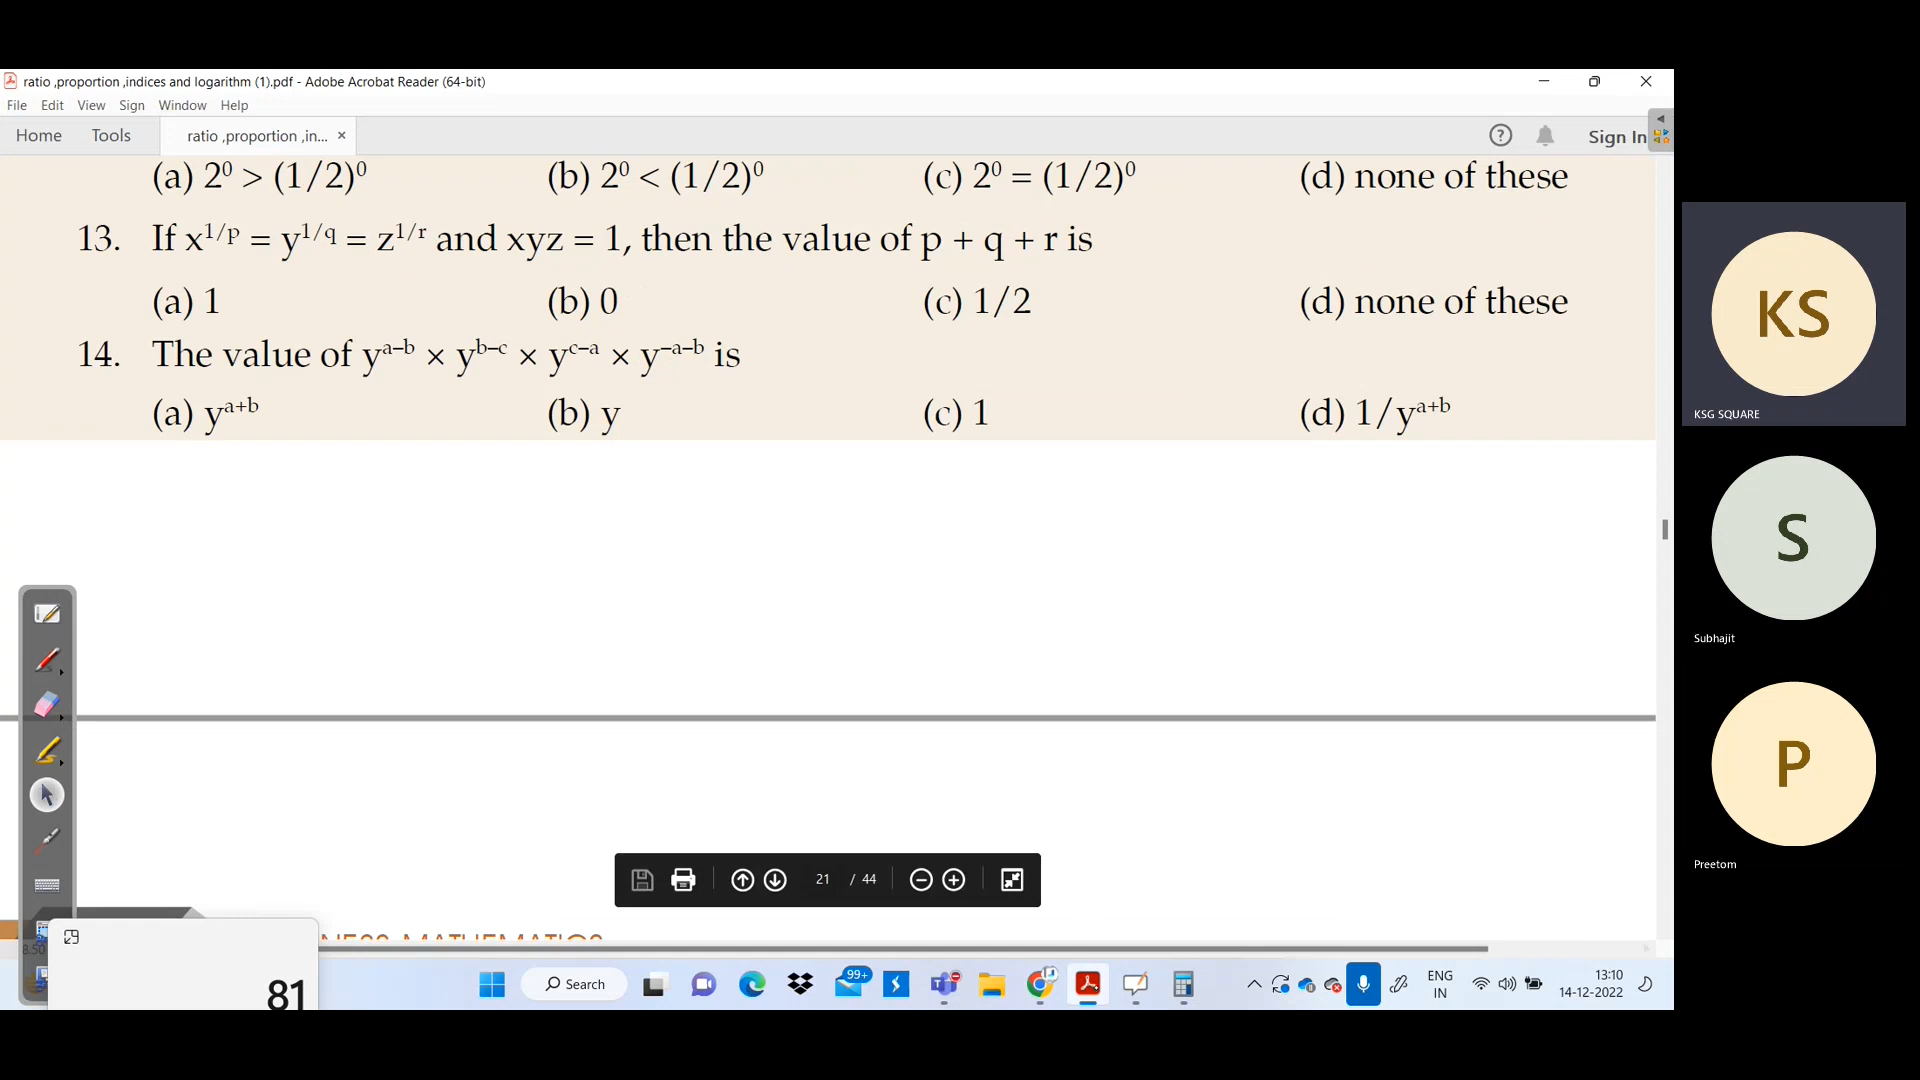 ratio ,proportion ,indices and logarithm (1).pdf - Adobe Acrobat Reader (64-bit)
File Edit View Sign Window Help
Home Tools ratio ,proportion ,in... × Sign In
(a) 2⁰ > (1/2)⁰ (b) 2⁰ < (1/2)⁰ (c) 2⁰ = (1/2)⁰ (d) none of these
13. If x^{1/p} = y^{1/q} = z^{1/r} and xyz = 1, then the value of p + q + r is
(a) 1 (b) 0 (c) 1/2 (d) none of these
14. The value of y^{a–b} × y^{b–c} × y^{c–a} × y^{–a–b} is
(a) y^{a+b} (b) y (c) 1 (d) 1/y^{a+b}
21 / 44
MATHEMATICS
81
Search
99+
ENG
IN
13:10
14-12-2022
KS
KSG SQUARE
S
Subhajit
P
Preetom